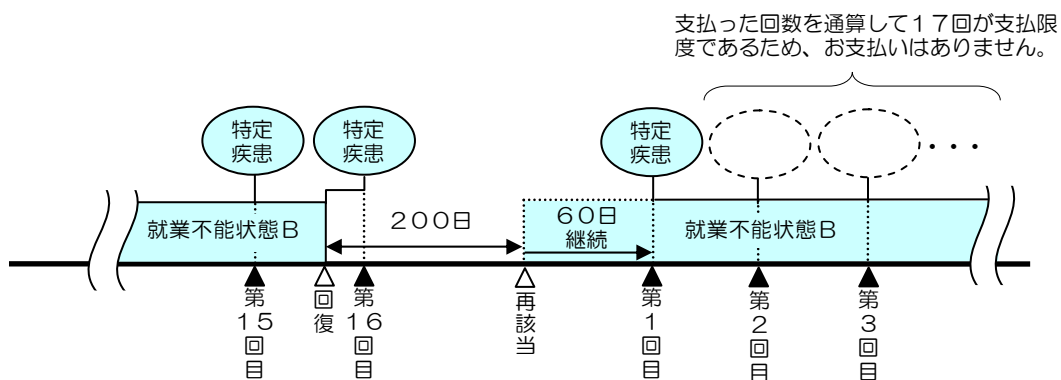 支払った回数を通算して１７回が支払限
度であるため、お支払いはありません。
特定
疾患
特定
疾患
特定
疾患
・・・
就業不能状態Ｂ
２００日
６０日
継続
就業不能状態Ｂ
第１５回目
回復
第１６回目
再該当
第１回目
第２回目
第３回目